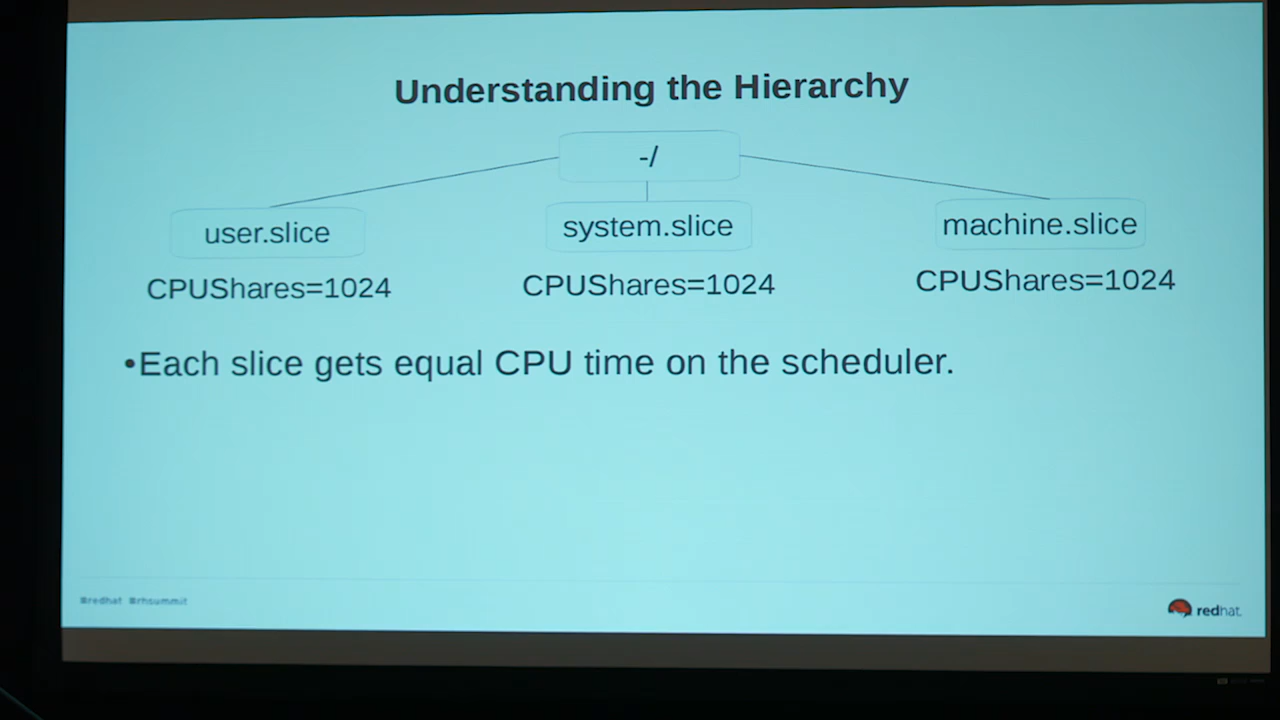 Understanding the Hierarchy
-/
user.slice
system.slice
machine.slice
CPUShares=1024
CPUShares=1024
CPUShares=1024
•Each slice gets equal CPU time on the scheduler.
#redhat #rhsummit
redhat.